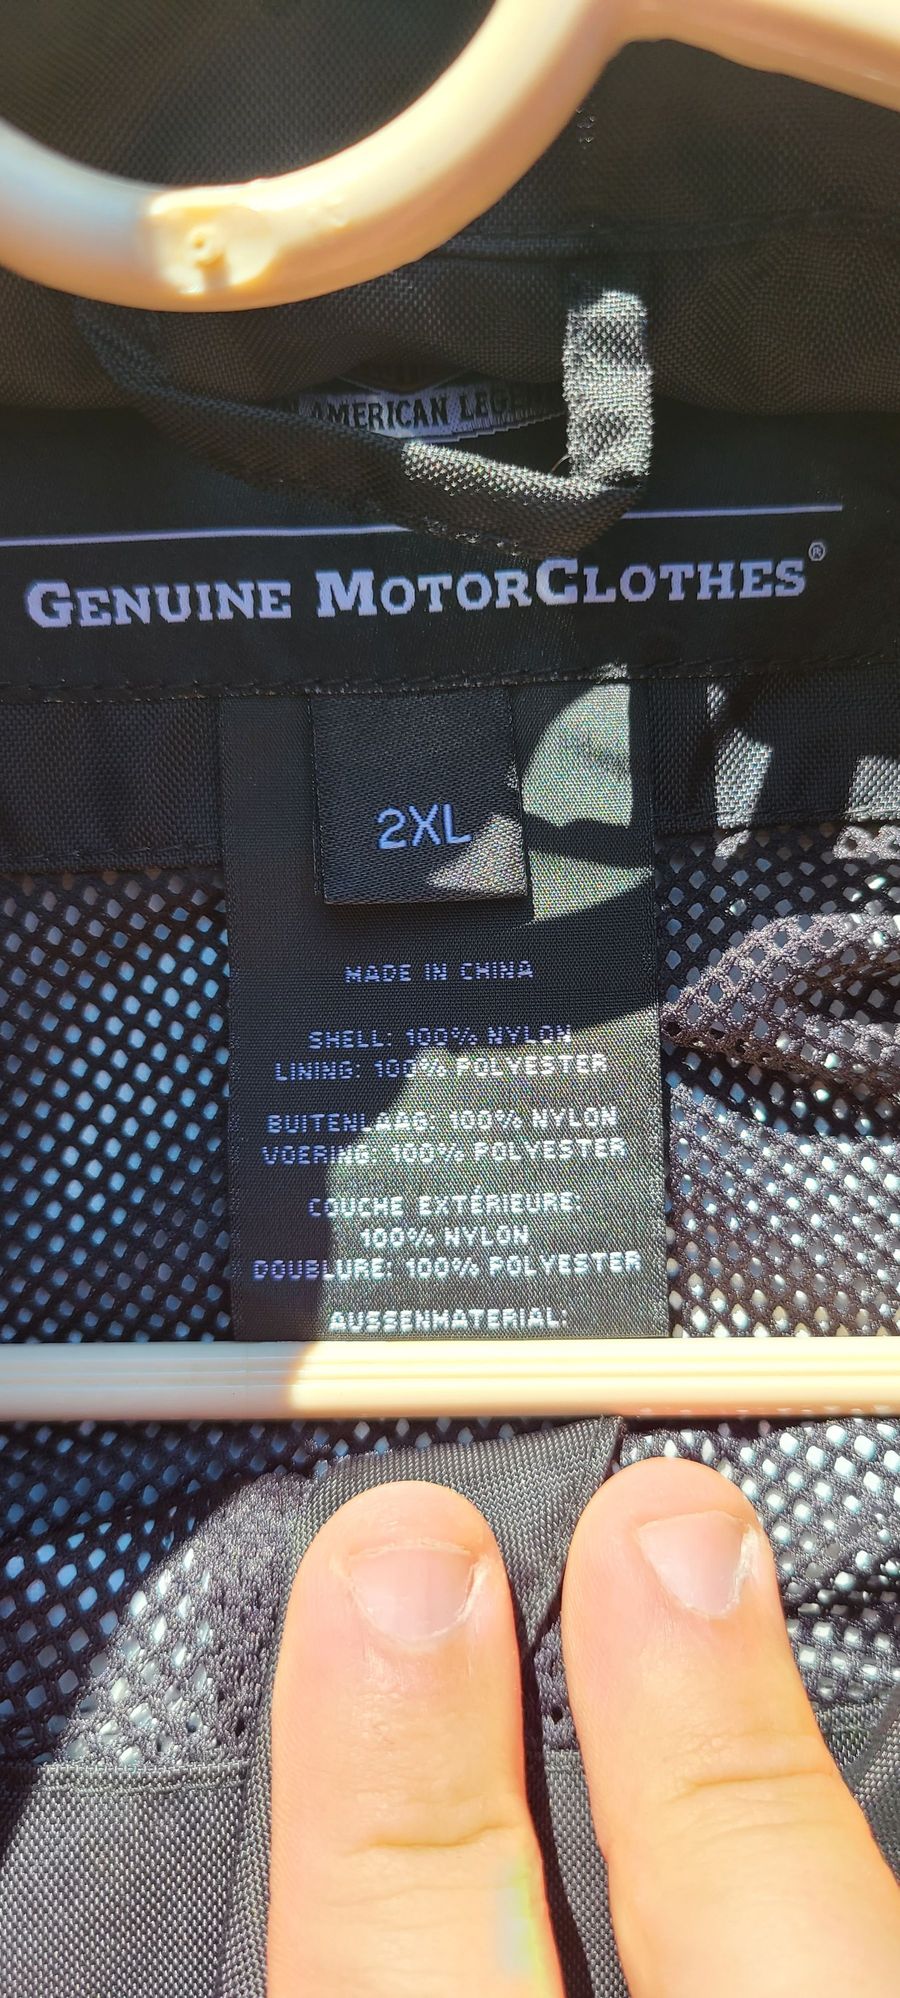 AMERICAN
GENUINE MOTORCLOTHES®
2XL
MADE IN CHINA
SHELL: 100% NYLON
LINING: 100% POLYESTER
BUITENLAAG: 100% NYLON
VOERING: 100% POLYESTER
COUCHE EXTÉRIEURE:
100% NYLON
DOUBLURE: 100% POLYESTER
AUSSENMATERIAL: